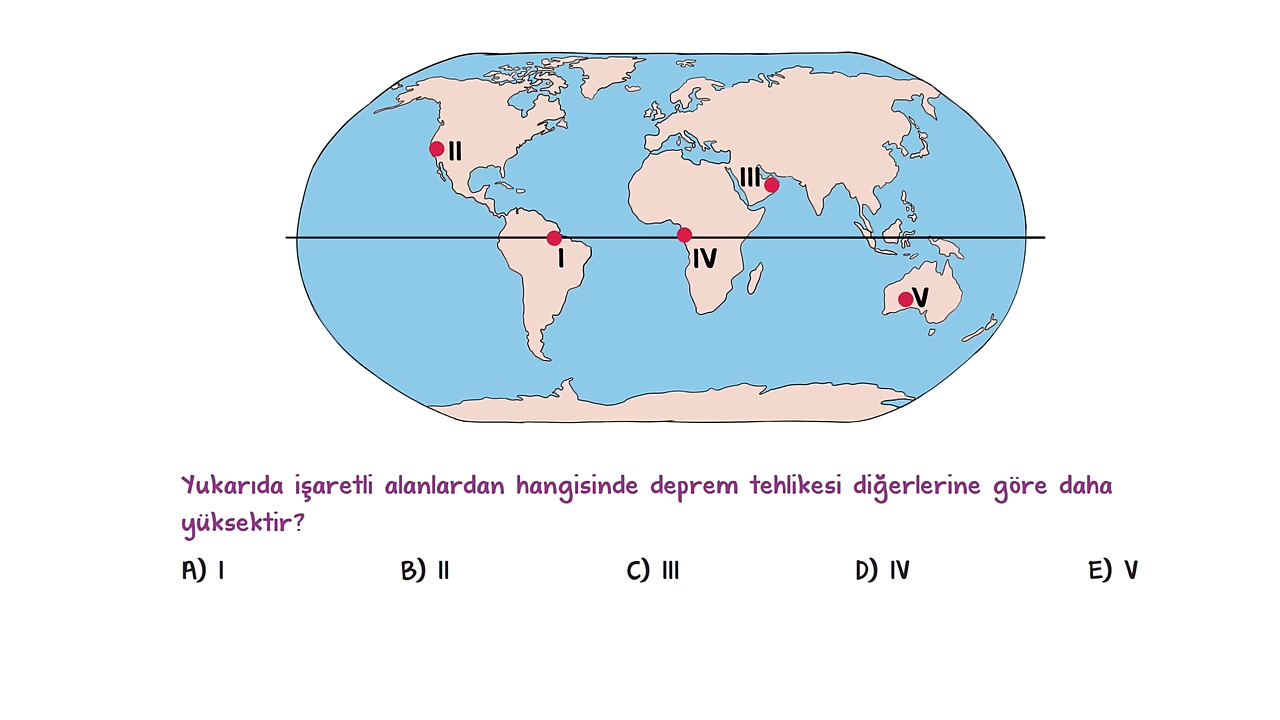 II
III
I
IV
V
Yukarıda işaretli alanlardan hangisinde deprem tehlikesi diğerlerine göre daha
yüksektir?
A) I B) II C) III D) IV E) V